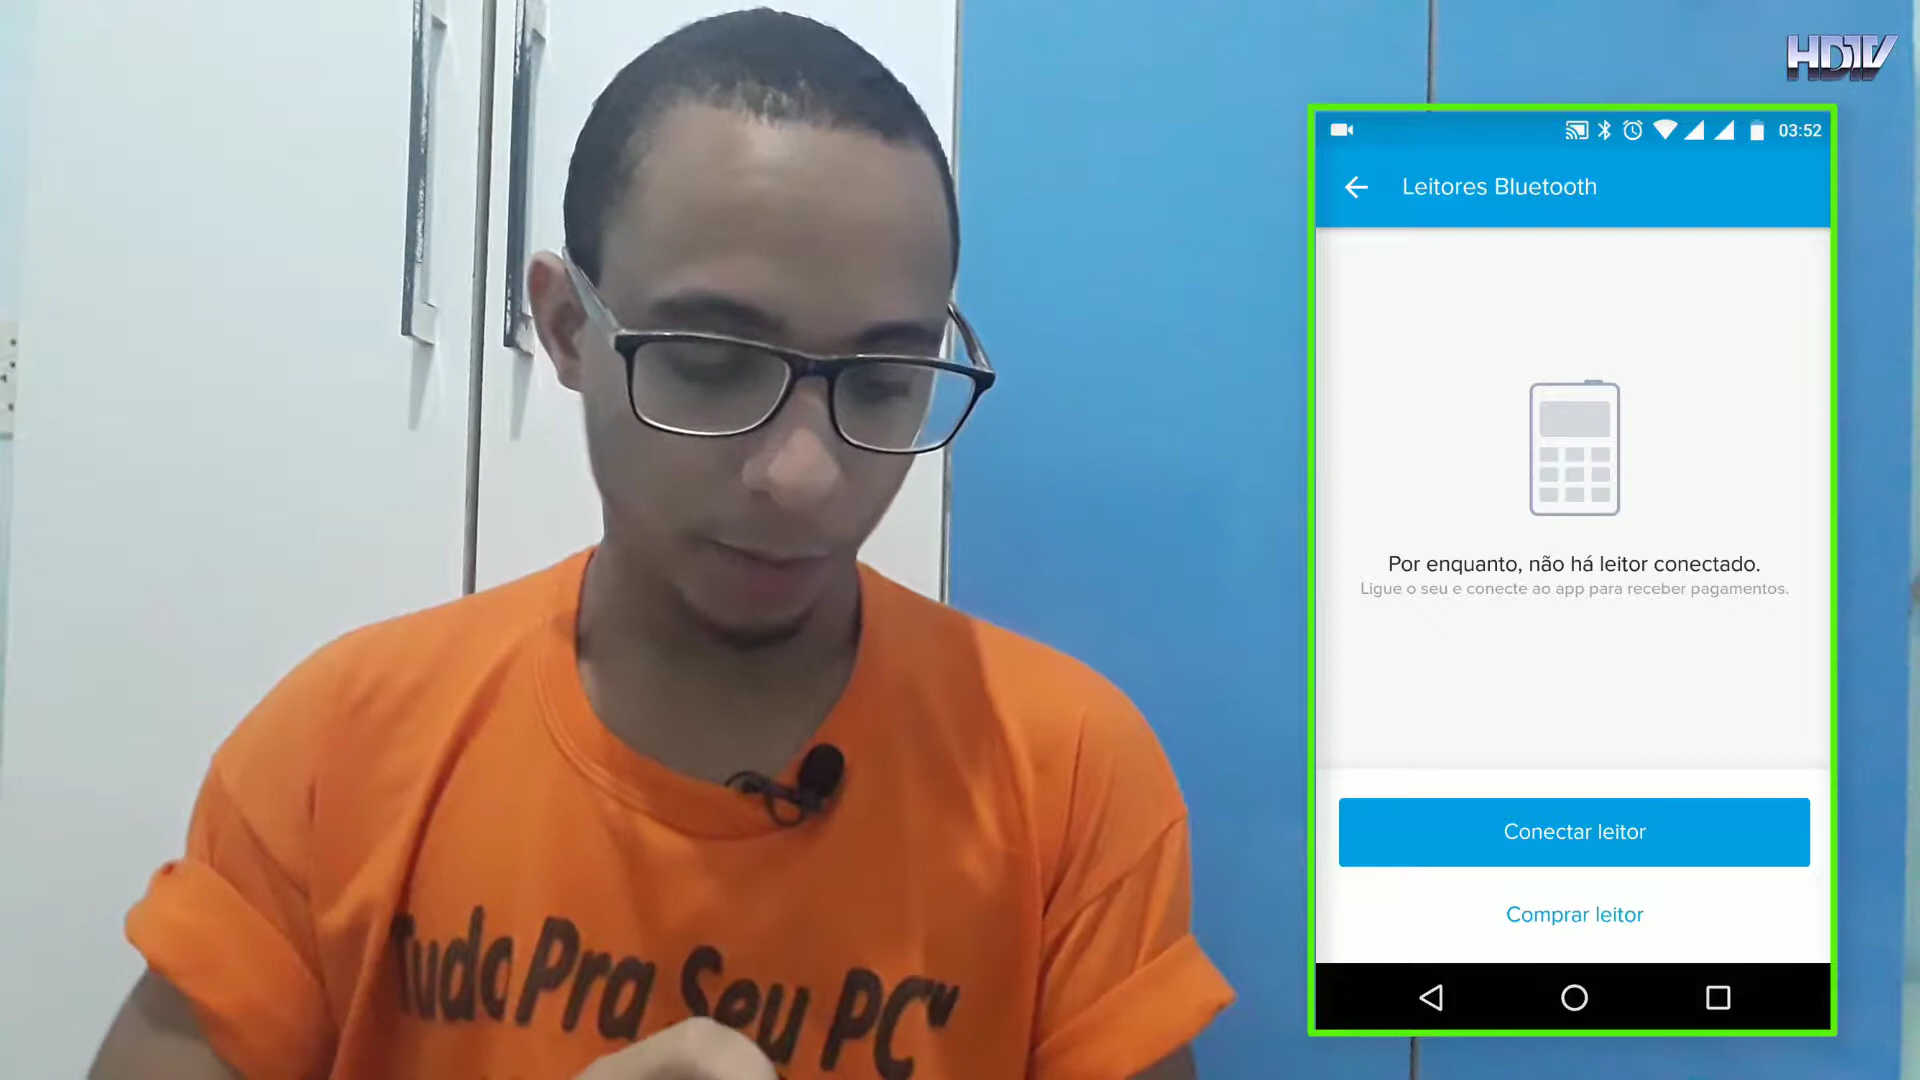 HDTV
03:52
Leitores Bluetooth
Por enquanto, não há leitor conectado.
Ligue o seu e conecte ao app para receber pagamentos.
Conectar leitor
Comprar leitor
Tudo Pra Seu PC"